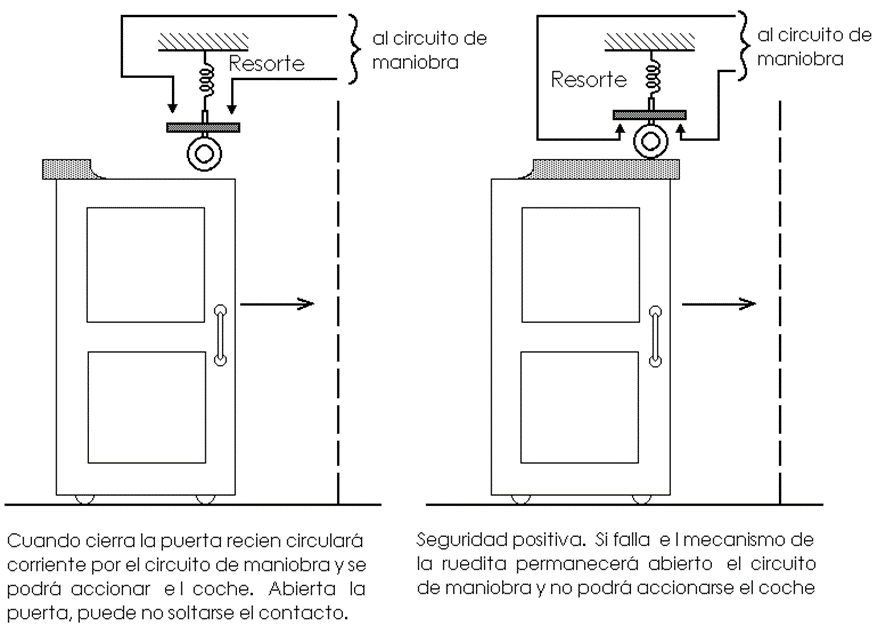 al circuito de
maniobra
Resorte
Cuando cierra la puerta recien circulará
corriente por el circuito de maniobra y se
podrá accionar e l coche. Abierta la
puerta, puede no soltarse el contacto.
al circuito de
maniobra
Resorte
Seguridad positiva. Si falla e l mecanismo de
la ruedita permanecerá abierto el circuito
de maniobra y no podrá accionarse el coche